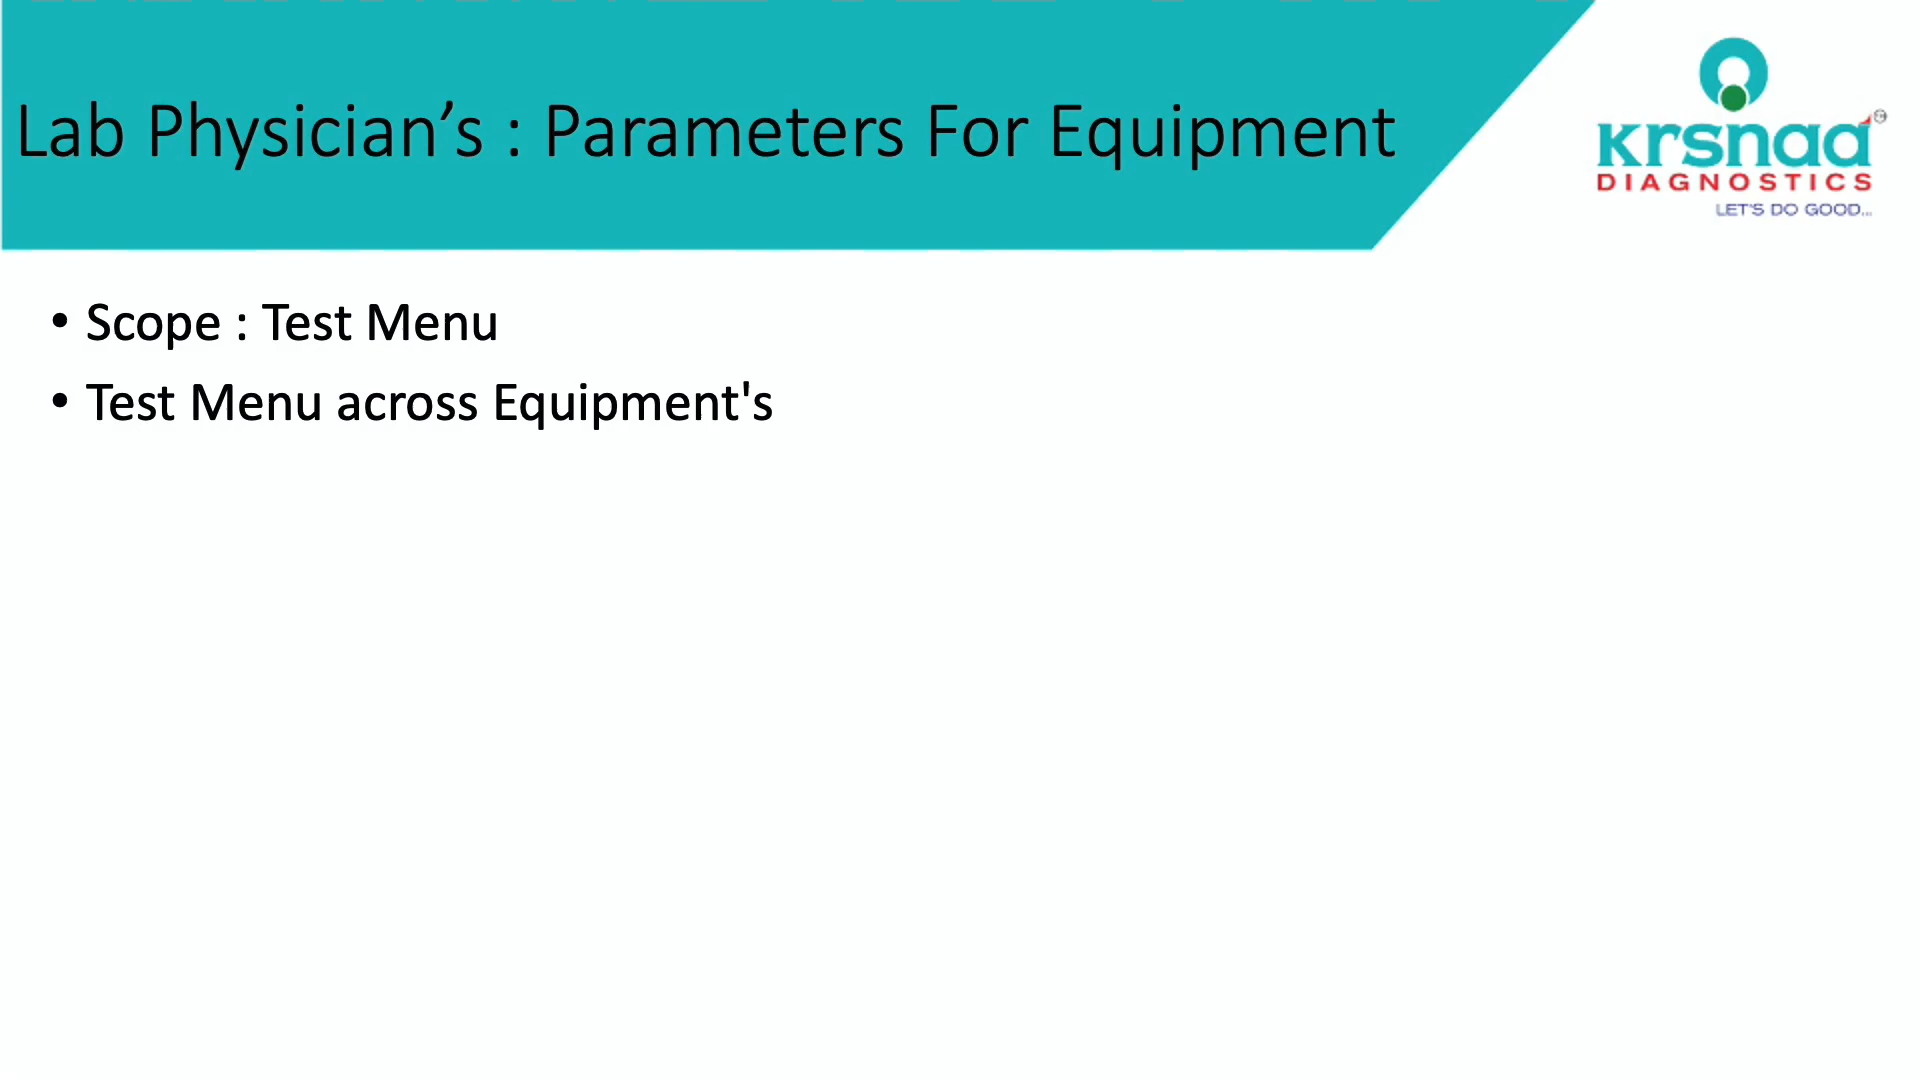 Lab Physician’s : Parameters For Equipment
krsnaa
DIAGNOSTICS
LET'S DO GOOD...
• Scope : Test Menu
• Test Menu across Equipment's